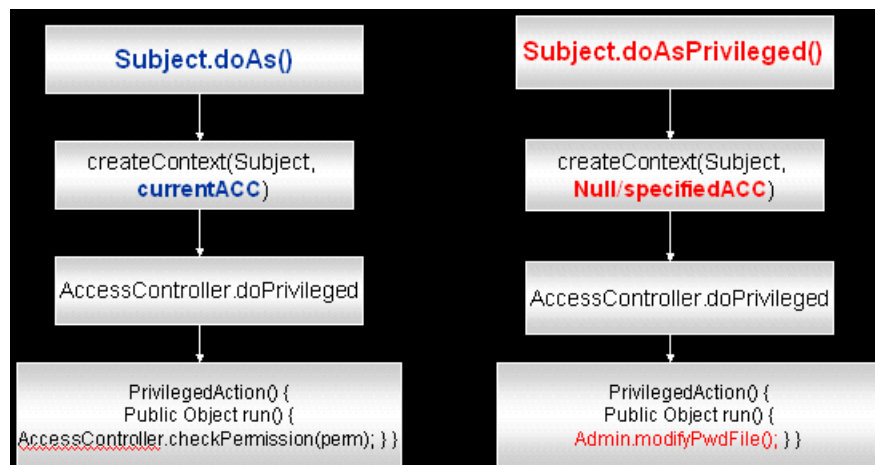 Subject.doAs()
createContext(Subject,
currentACC)
AccessController.doPrivileged
PrivilegedAction() {
Public Object run() {
AccessController.checkPermission(perm); } }
Subject.doAsPrivileged()
createContext(Subject,
Null/specifiedACC)
AccessController.doPrivileged
PrivilegedAction() {
Public Object run() {
Admin.modifyPwdFile(); } }